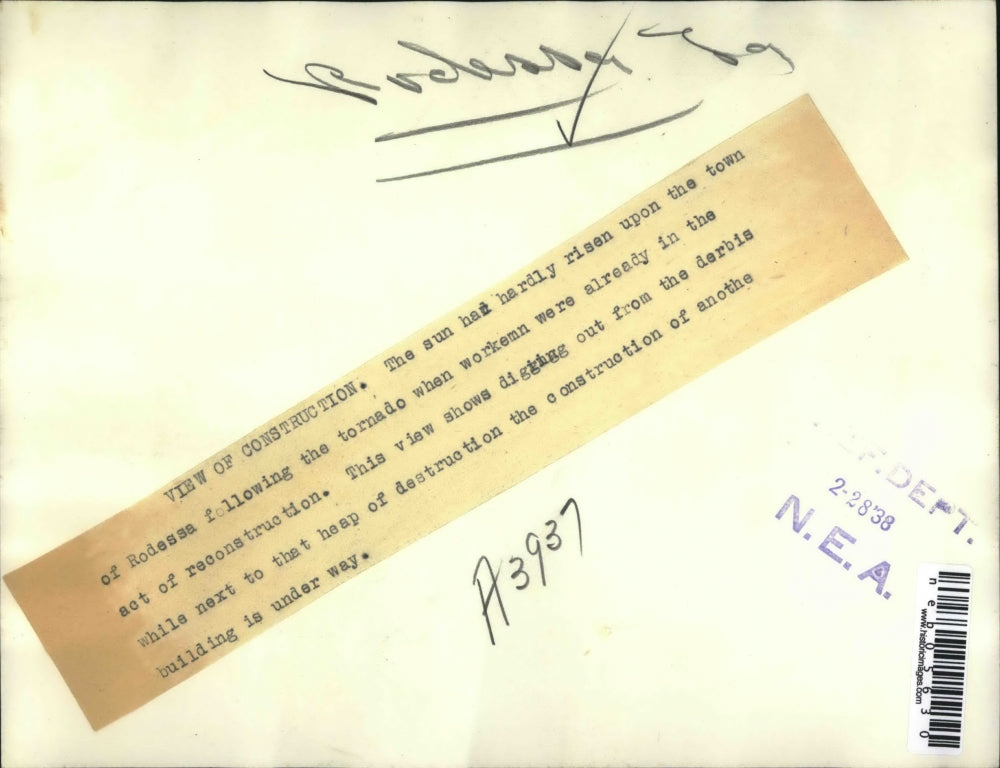 Rodessa La
VIEW OF CONSTRUCTION. The sun had hardly risen upon the town
of Rodessa following the tornado when workemn were already in the
act of reconstruction. This view shows digging out from the derbis
while next to that heap of destruction the construction of anothe
building is under way.
A3937
F. DEPT.
2-28 38
N. E. A.
neb05630
www.historicimages.com